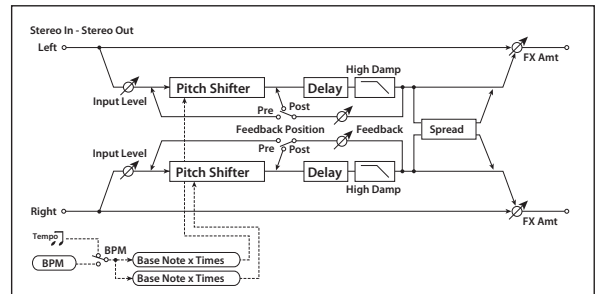 Stereo In - Stereo Out
Left
FX Amt
High Damp
Pitch Shifter
Delay
Input Level
Pre
Post
Feedback Position
Feedback
Spread
Pre
Post
Input Level
Pitch Shifter
Delay
High Damp
Right
FX Amt
Tempo
BPM
BPM
Base Note x Times
Base Note x Times